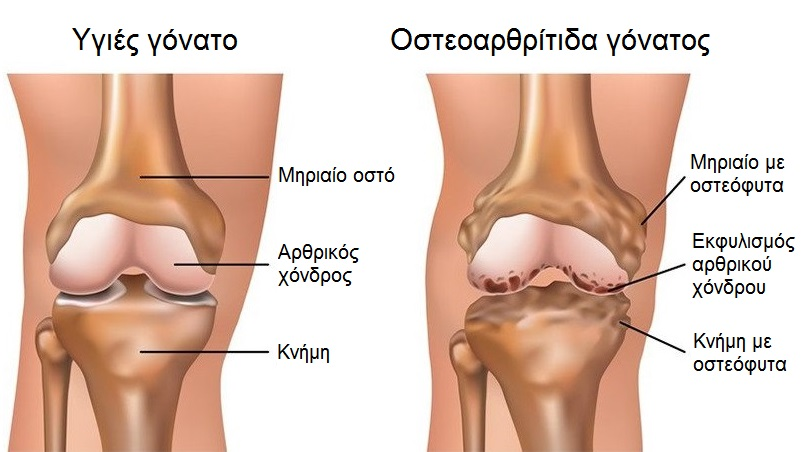 Υγιές γόνατο
Οστεοαρθρίτιδα γόνατος
Μηριαίο οστό
Αρθρικός
χόνδρος
Κνήμη
Μηριαίο με
οστεόφυτα
Εκφυλισμός
αρθρικού
χόνδρου
Κνήμη με
οστεόφυτα